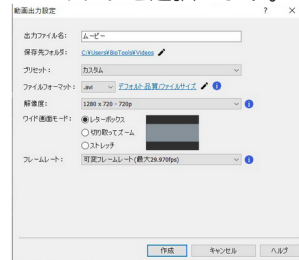 動画出力設定
出力ファイル名: ムービー
保存先フォルダ: C:¥Users¥BioTools¥Videos
プリセット: カスタム
ファイルフォーマット: .avi デフォルト品質/ファイルサイズ
解像度: 1280 x 720 - 720p
ワイド画面モード: レターボックス
切り取ってズーム
ストレッチ
フレームレート: 可変フレームレート(最大29.970fps)
作成 キャンセル ヘルプ